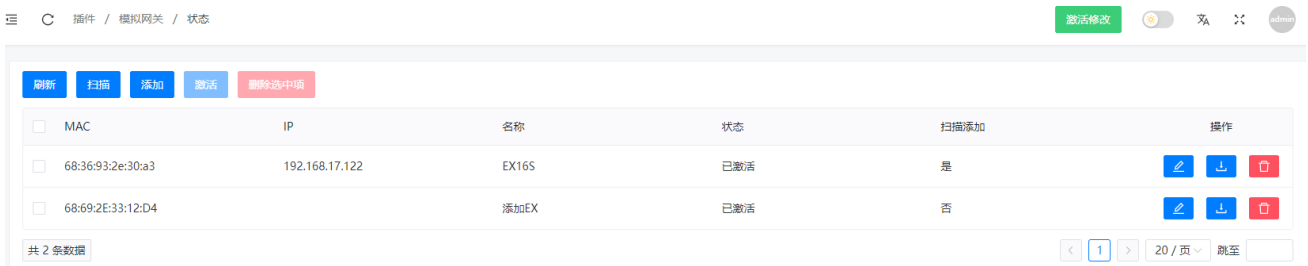 插件 / 模拟网关 / 状态 激活修改 admin
刷新 扫描 添加 激活 删除选中项
MAC IP 名称 状态 扫描添加 操作
68:36:93:2e:30:a3 192.168.17.122 EX16S 已激活 是
68:69:2E:33:12:D4 添加EX 已激活 否
共 2 条数据 1 20 / 页 跳至